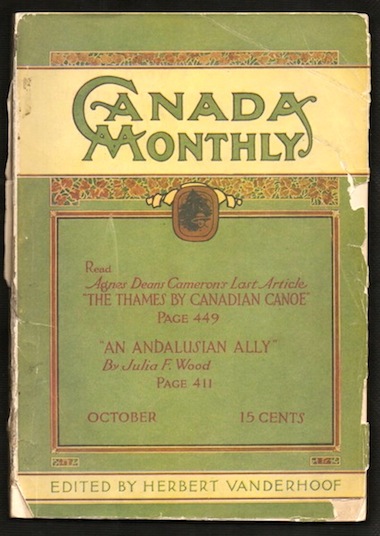 CANADA
MONTHLY
Read
Agnes Deans Cameron's Last Article
"THE THAMES BY CANADIAN CANOE"
PAGE 449
"AN ANDALUSIAN ALLY"
By Julia F. Wood
PAGE 411
OCTOBER 15 CENTS
EDITED BY HERBERT VANDERHOOF